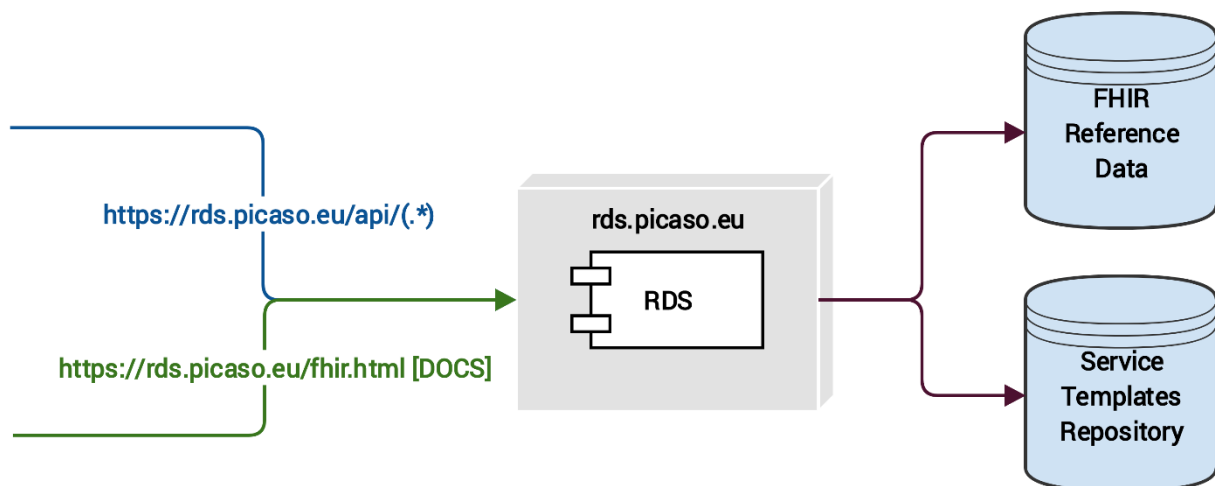 https://rds.picaso.eu/api/(.*)
https://rds.picaso.eu/fhir.html [DOCS]
rds.picaso.eu
RDS
FHIR
Reference
Data
Service
Templates
Repository